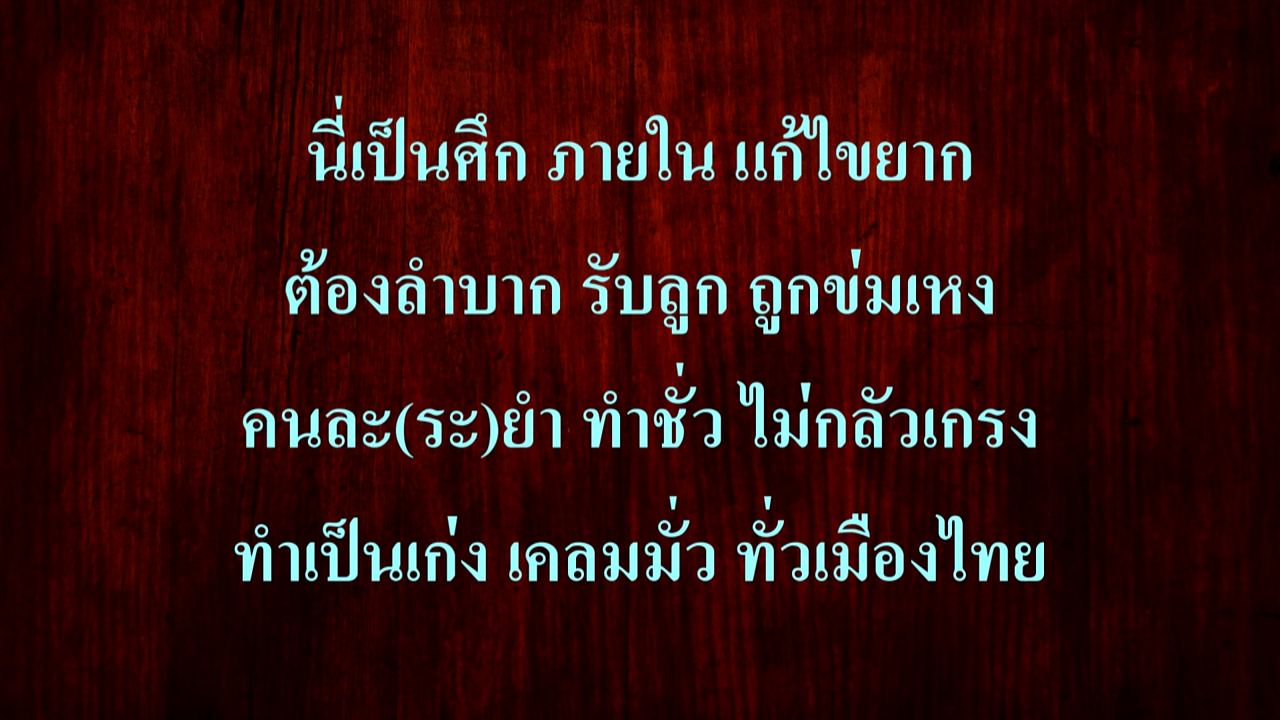 นี่เป็นศึก ภายใน แก้ไขยาก
ต้องลำบาก รับลูก ถูกข่มเหง
คนละ(ระ)ยำ ทำชั่ว ไม่กลัวเกรง
ทำเป็นเก่ง เคลมมั่ว ทั่วเมืองไทย